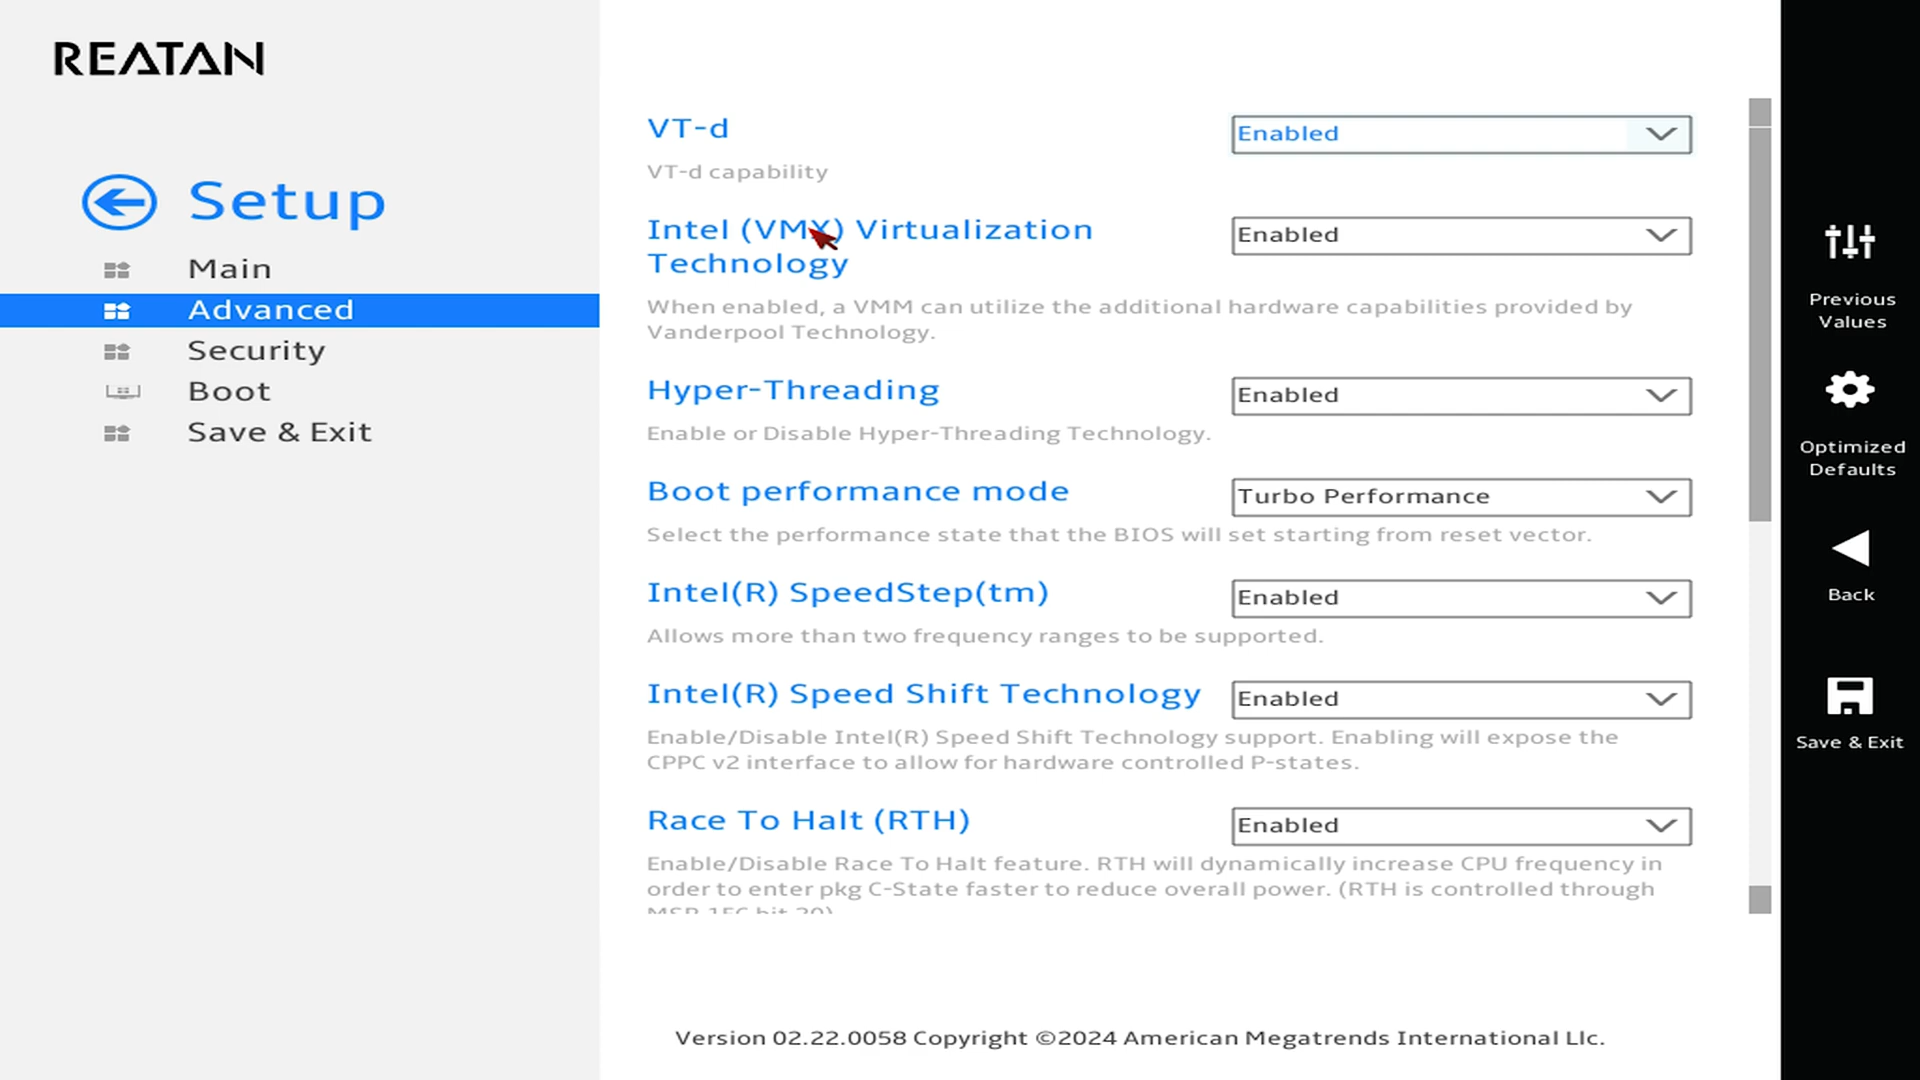 REATAN
Setup
Main
Advanced
Security
Boot
Save & Exit
VT-d
Enabled
VT-d capability
Intel (VMX) Virtualization
Technology
Enabled
When enabled, a VMM can utilize the additional hardware capabilities provided by
Vanderpool Technology.
Hyper-Threading
Enabled
Enable or Disable Hyper-Threading Technology.
Boot performance mode
Turbo Performance
Select the performance state that the BIOS will set starting from reset vector.
Intel(R) SpeedStep(tm)
Enabled
Allows more than two frequency ranges to be supported.
Intel(R) Speed Shift Technology
Enabled
Enable/Disable Intel(R) Speed Shift Technology support. Enabling will expose the
CPPC v2 interface to allow for hardware controlled P-states.
Race To Halt (RTH)
Enabled
Enable/Disable Race To Halt feature. RTH will dynamically increase CPU frequency in
order to enter pkg C-State faster to reduce overall power. (RTH is controlled through
Version 02.22.0058 Copyright ©2024 American Megatrends International Llc.
Previous
Values
Optimized
Defaults
Back
Save & Exit